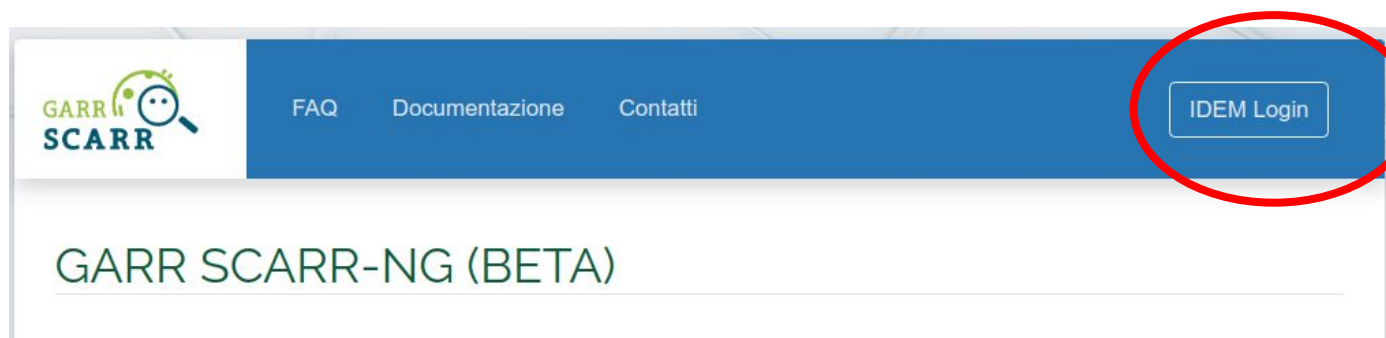 GARR
SCARR
FAQ Documentazione Contatti IDEM Login
GARR SCARR-NG (BETA)